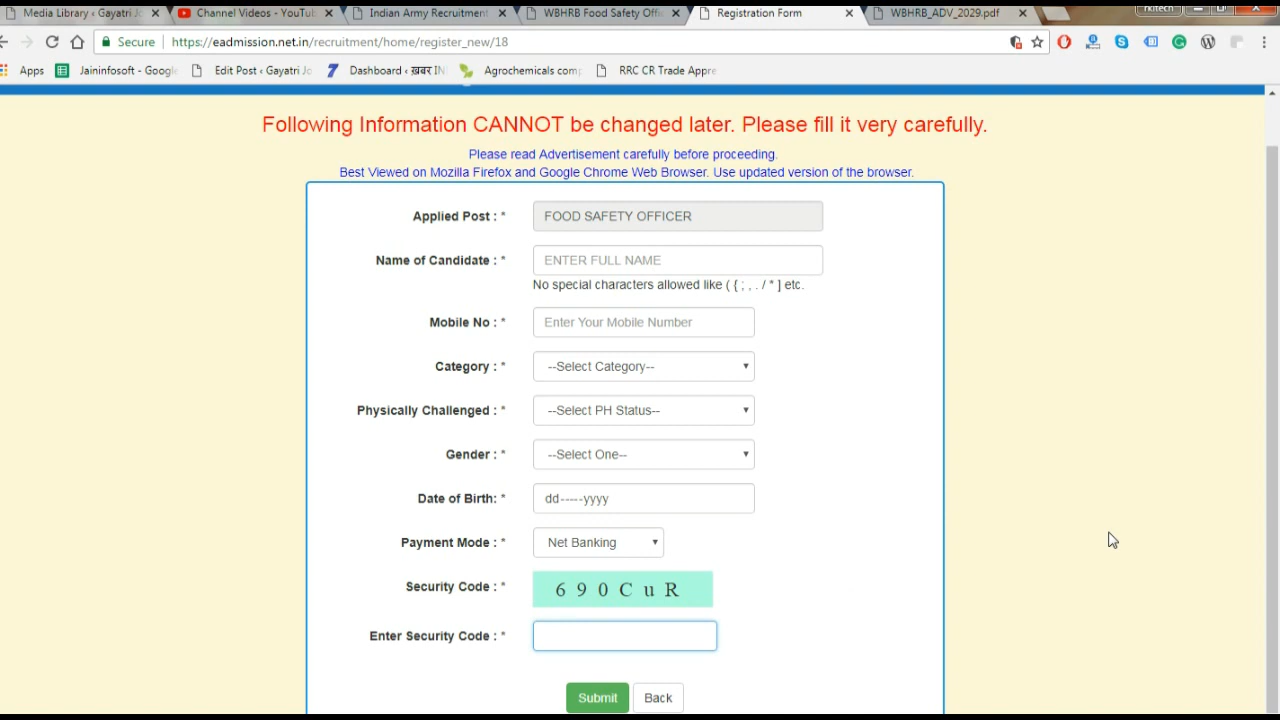 Media Library ‹ Gayatri Jo
Channel Videos - YouTub
Indian Army Recruitment
WBHRB Food Safety Offi
Registration Form
WBHRB_ADV_2029.pdf
Secure
https://eadmission.net.in/recruitment/home/register_new/18
Apps
Jaininfosoft - Google
Edit Post ‹ Gayatri Jo
Dashboard ‹ ख़बर IN
Agrochemicals comp
RRC CR Trade Appre
Following Information CANNOT be changed later. Please fill it very carefully.
Please read Advertisement carefully before proceeding.
Best Viewed on Mozilla Firefox and Google Chrome Web Browser. Use updated version of the browser.
Applied Post : * FOOD SAFETY OFFICER
Name of Candidate : * ENTER FULL NAME
No special characters allowed like ( { ; , . / * ] etc.
Mobile No : * Enter Your Mobile Number
Category : * --Select Category--
Physically Challenged : * --Select PH Status--
Gender : * --Select One--
Date of Birth: * dd-----yyyy
Payment Mode : * Net Banking
Security Code : * 6 9 0 C u R
Enter Security Code : *
Submit Back